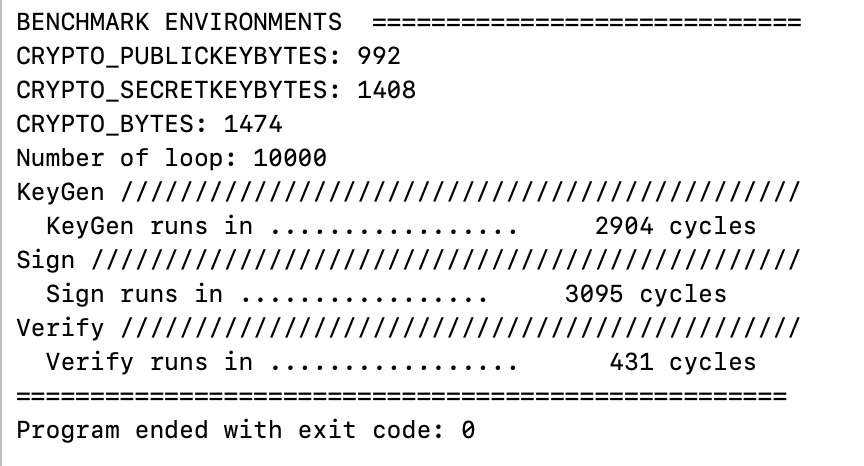 BENCHMARK ENVIRONMENTS  =============================
CRYPTO_PUBLICKEYBYTES: 992
CRYPTO_SECRETKEYBYTES: 1408
CRYPTO_BYTES: 1474
Number of loop: 10000
KeyGen //////////////////////////////////////////////
  KeyGen runs in .................     2904 cycles
Sign ////////////////////////////////////////////////
  Sign runs in .................     3095 cycles
Verify //////////////////////////////////////////////
  Verify runs in .................      431 cycles
====================================================
Program ended with exit code: 0